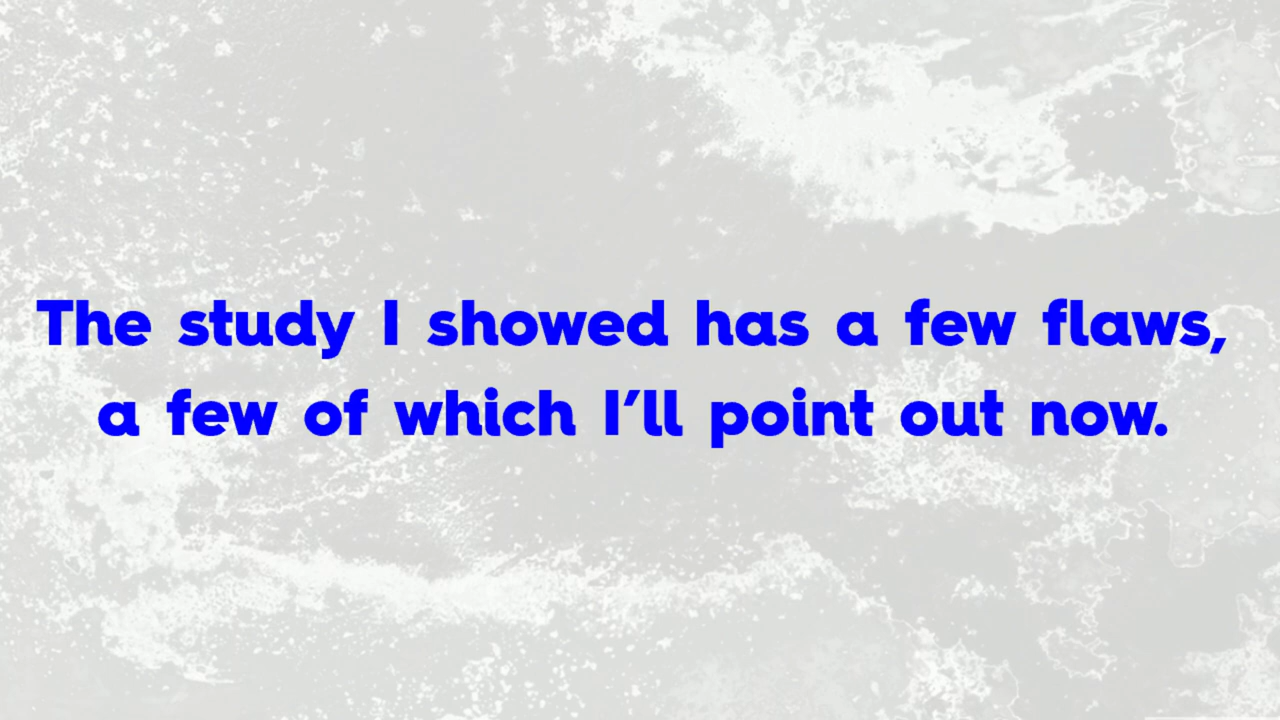 The study I showed has a few flaws,
a few of which I’ll point out now.